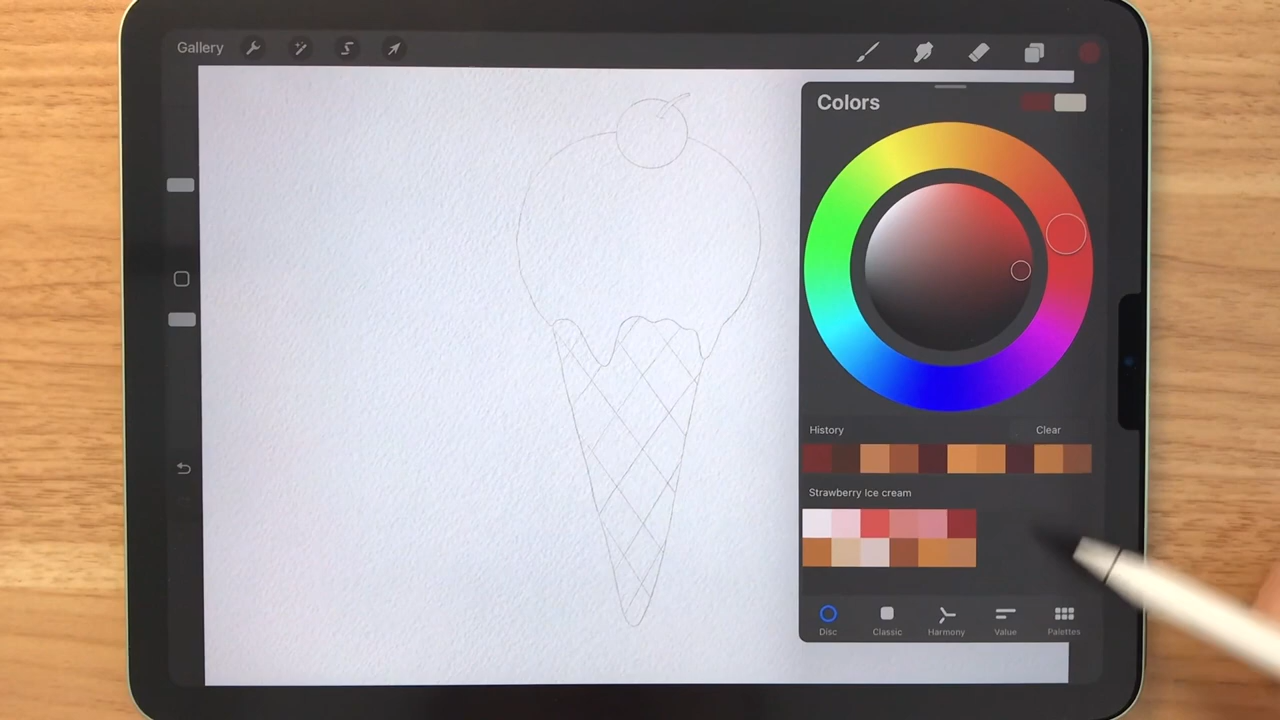 Gallery
Colors
History Clear
Strawberry Ice cream
Disc Classic Harmony Value Palettes